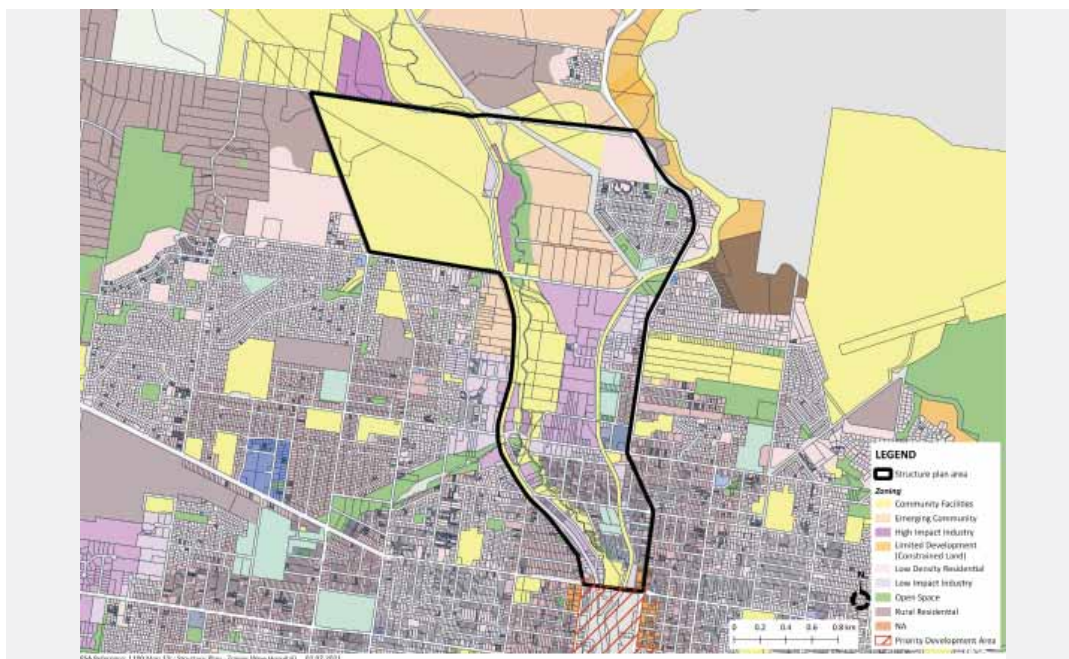 LEGEND
Structure plan area
Zoning
Community Facilities
Emerging Community
High Impact Industry
Limited Development
(Constrained Land)
Low Density Residential
Low Impact Industry
Open Space
Rural Residential
NA
Priority Development Area
N
0 0.2 0.4 0.6 0.8 km